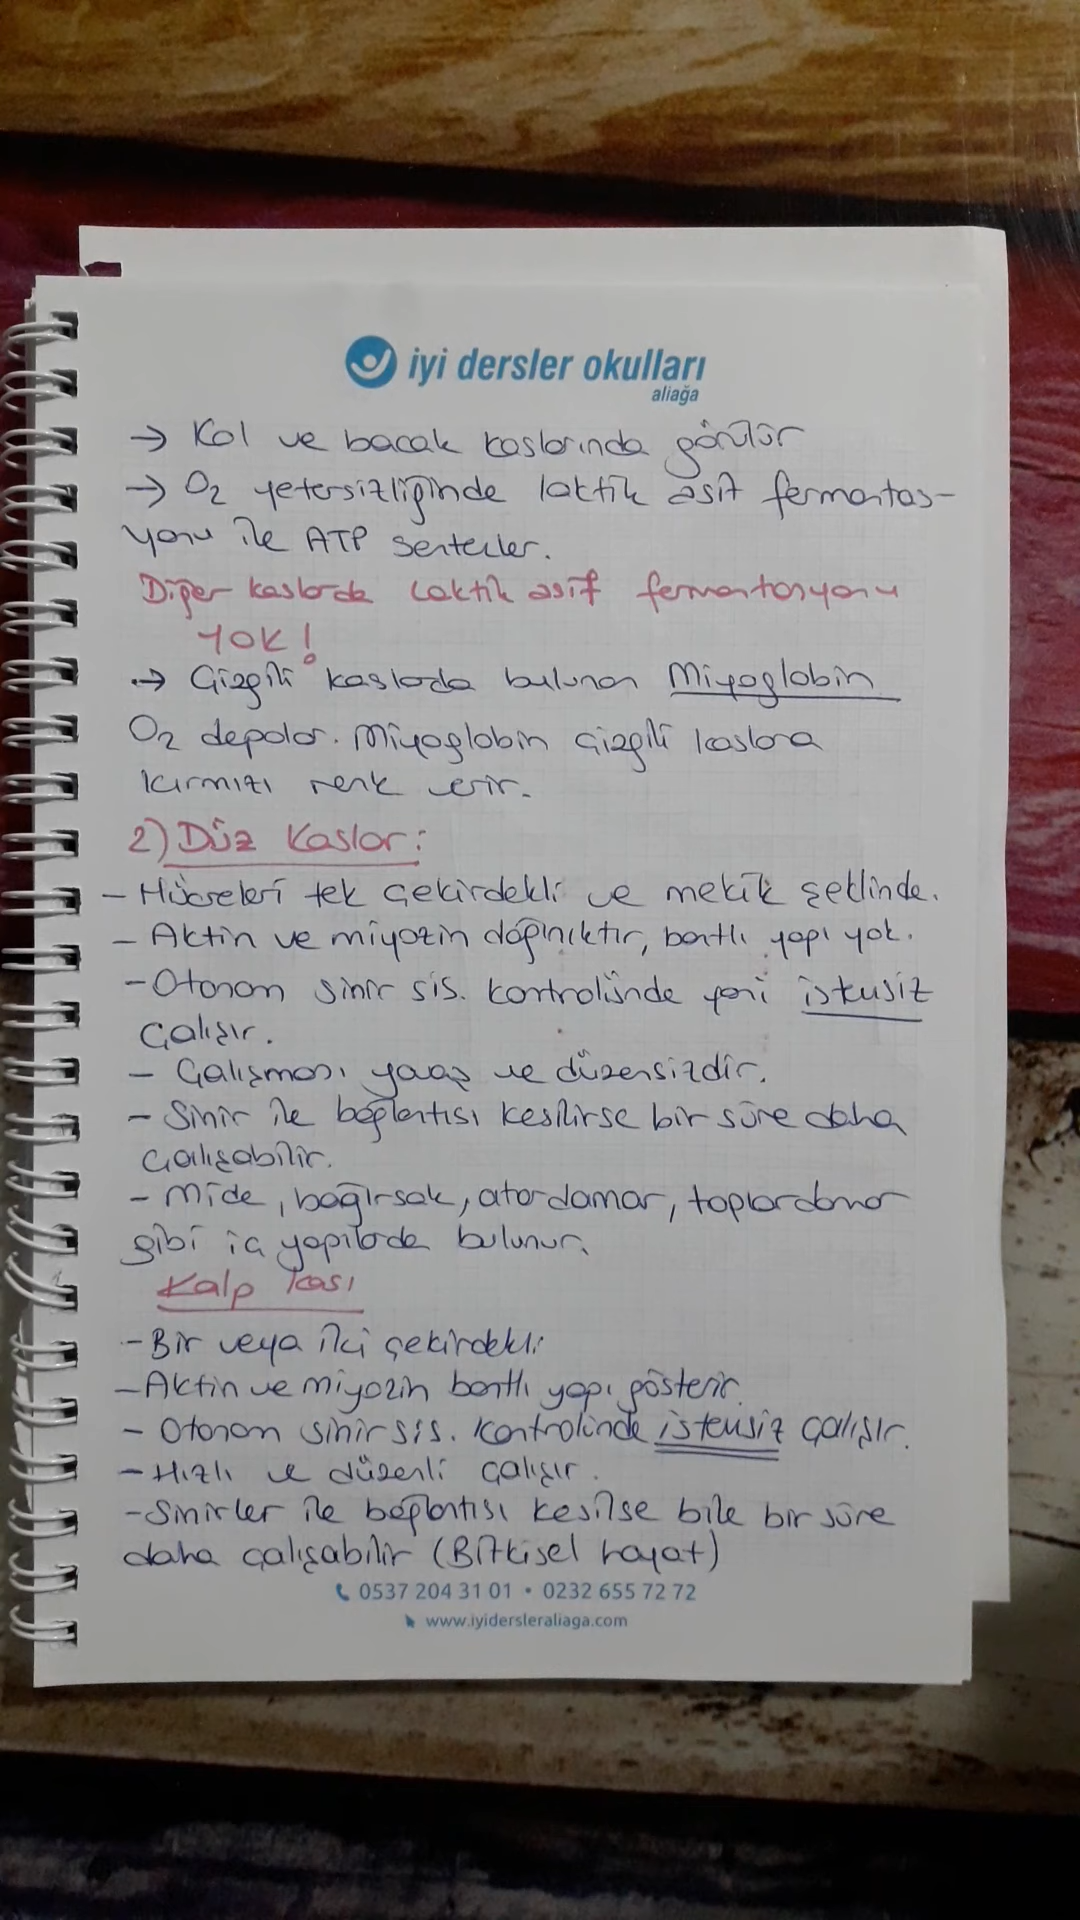 iyi dersler okulları
aliağa
→ Kol ve bacak kaslarında görülür
→ O2 yetersizliğinde laktik asit fermantas-
yonu ile ATP sentezler.
Diğer kaslarda laktik asit fermantasyonu
YOK!
→ Çizgili kaslarda bulunan Miyoglobin
O2 depolar. Miyoglobin çizgili kaslara
kırmızı renk verir.
2) Düz Kaslar:
- Hücreleri tek çekirdekli ve mekik şeklinde.
- Aktin ve miyozin dağınıktır, bantlı yapı yok.
- Otonom sinir sis. kontrolünde yani isteksiz
çalışır.
- Çalışması yavaş ve düzensizdir.
- Sinir ile bağlantısı kesilirse bir süre daha
çalışabilir.
- Mide, bağırsak, atardamar, toplardamar
gibi iç yapılarda bulunur.
Kalp kası
- Bir veya iki çekirdekli
- Aktin ve miyozin bantlı yapı gösterir.
- Otonom sinir sis. kontrolinde istemsiz çalışır.
- Hızlı ve düzenli çalışır.
- Sinirler ile bağlantısı kesilse bile bir süre
daha çalışabilir (Bitkisel hayat)
0537 204 31 01 • 0232 655 72 72
www.iyidersleraliaga.com